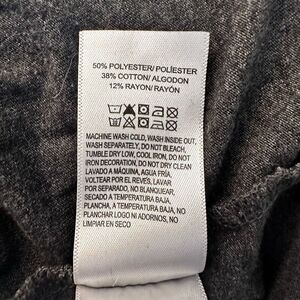 50% POLYESTER/ POLIÉSTER
38% COTTON/ ALGODON
12% RAYON/ RAYÓN
MACHINE WASH COLD, WASH INSIDE OUT,
WASH SEPARATELY, DO NOT BLEACH,
TUMBLE DRY LOW, COOL IRON, DO NOT
IRON DECORATION, DO NOT DRY CLEAN
LAVADO A MÁQUINA, AGUA FRÍA,
VOLTEAR POR EL REVÉS, LAVAR POR
SEPARADO, NO BLANQUEAR,
SECADO A TEMPERATURA BAJA,
PLANCHA, A TEMPERATURA BAJA, NO
PLANCHAR LOGO NI ADORNOS, NO
LIMPIAR EN SECO